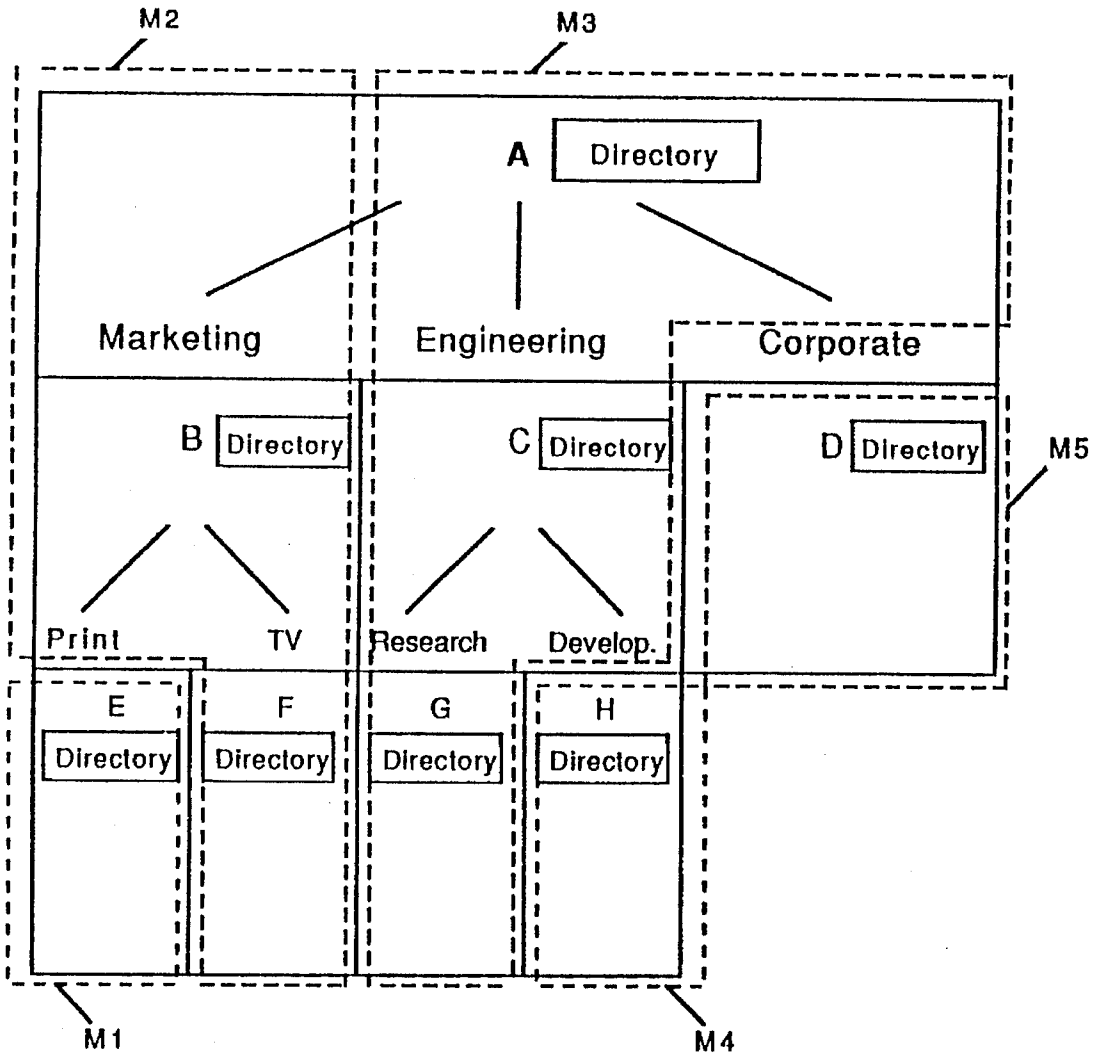 M2
M3
A Directory
Marketing Engineering Corporate
B Directory C Directory D Directory
M5
Print TV Research Develop.
E F G H
Directory Directory Directory Directory
M1 M4